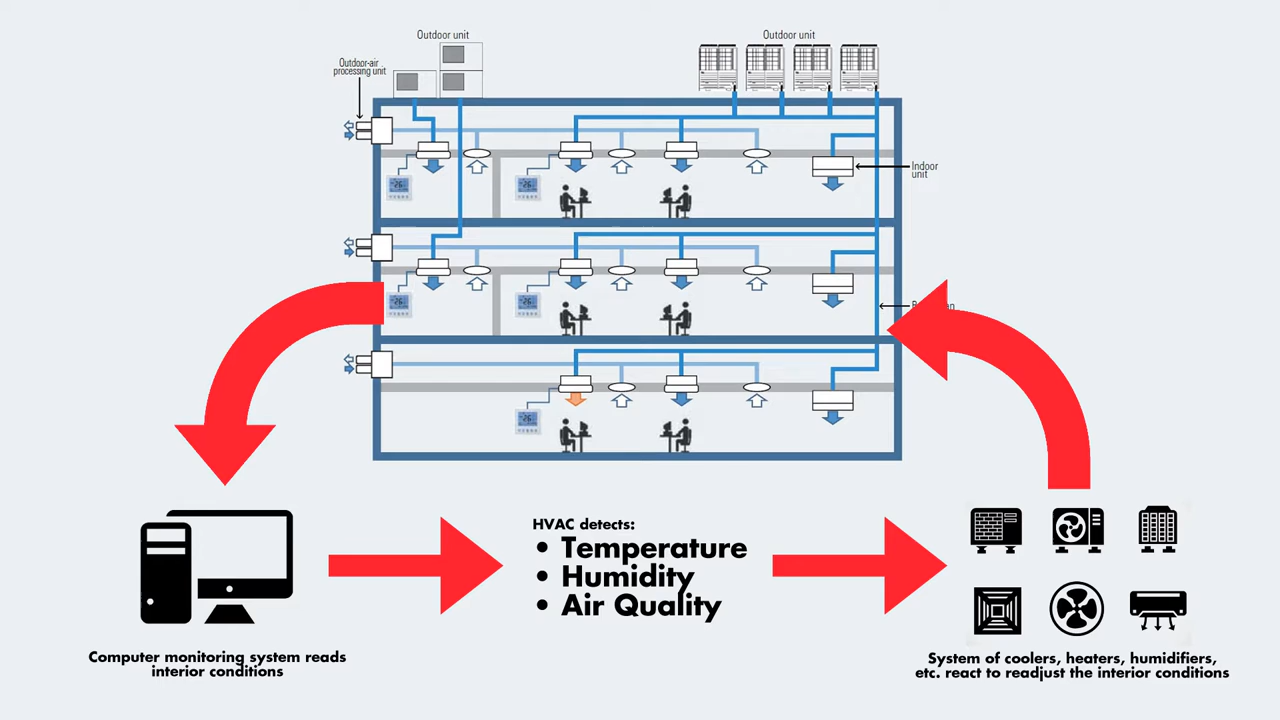 Outdoor unit
Outdoor unit
Outdoor-air
processing unit
Indoor
unit
HVAC detects:
• Temperature
• Humidity
• Air Quality
Computer monitoring system reads
interior conditions
System of coolers, heaters, humidifiers,
etc. react to readjust the interior conditions